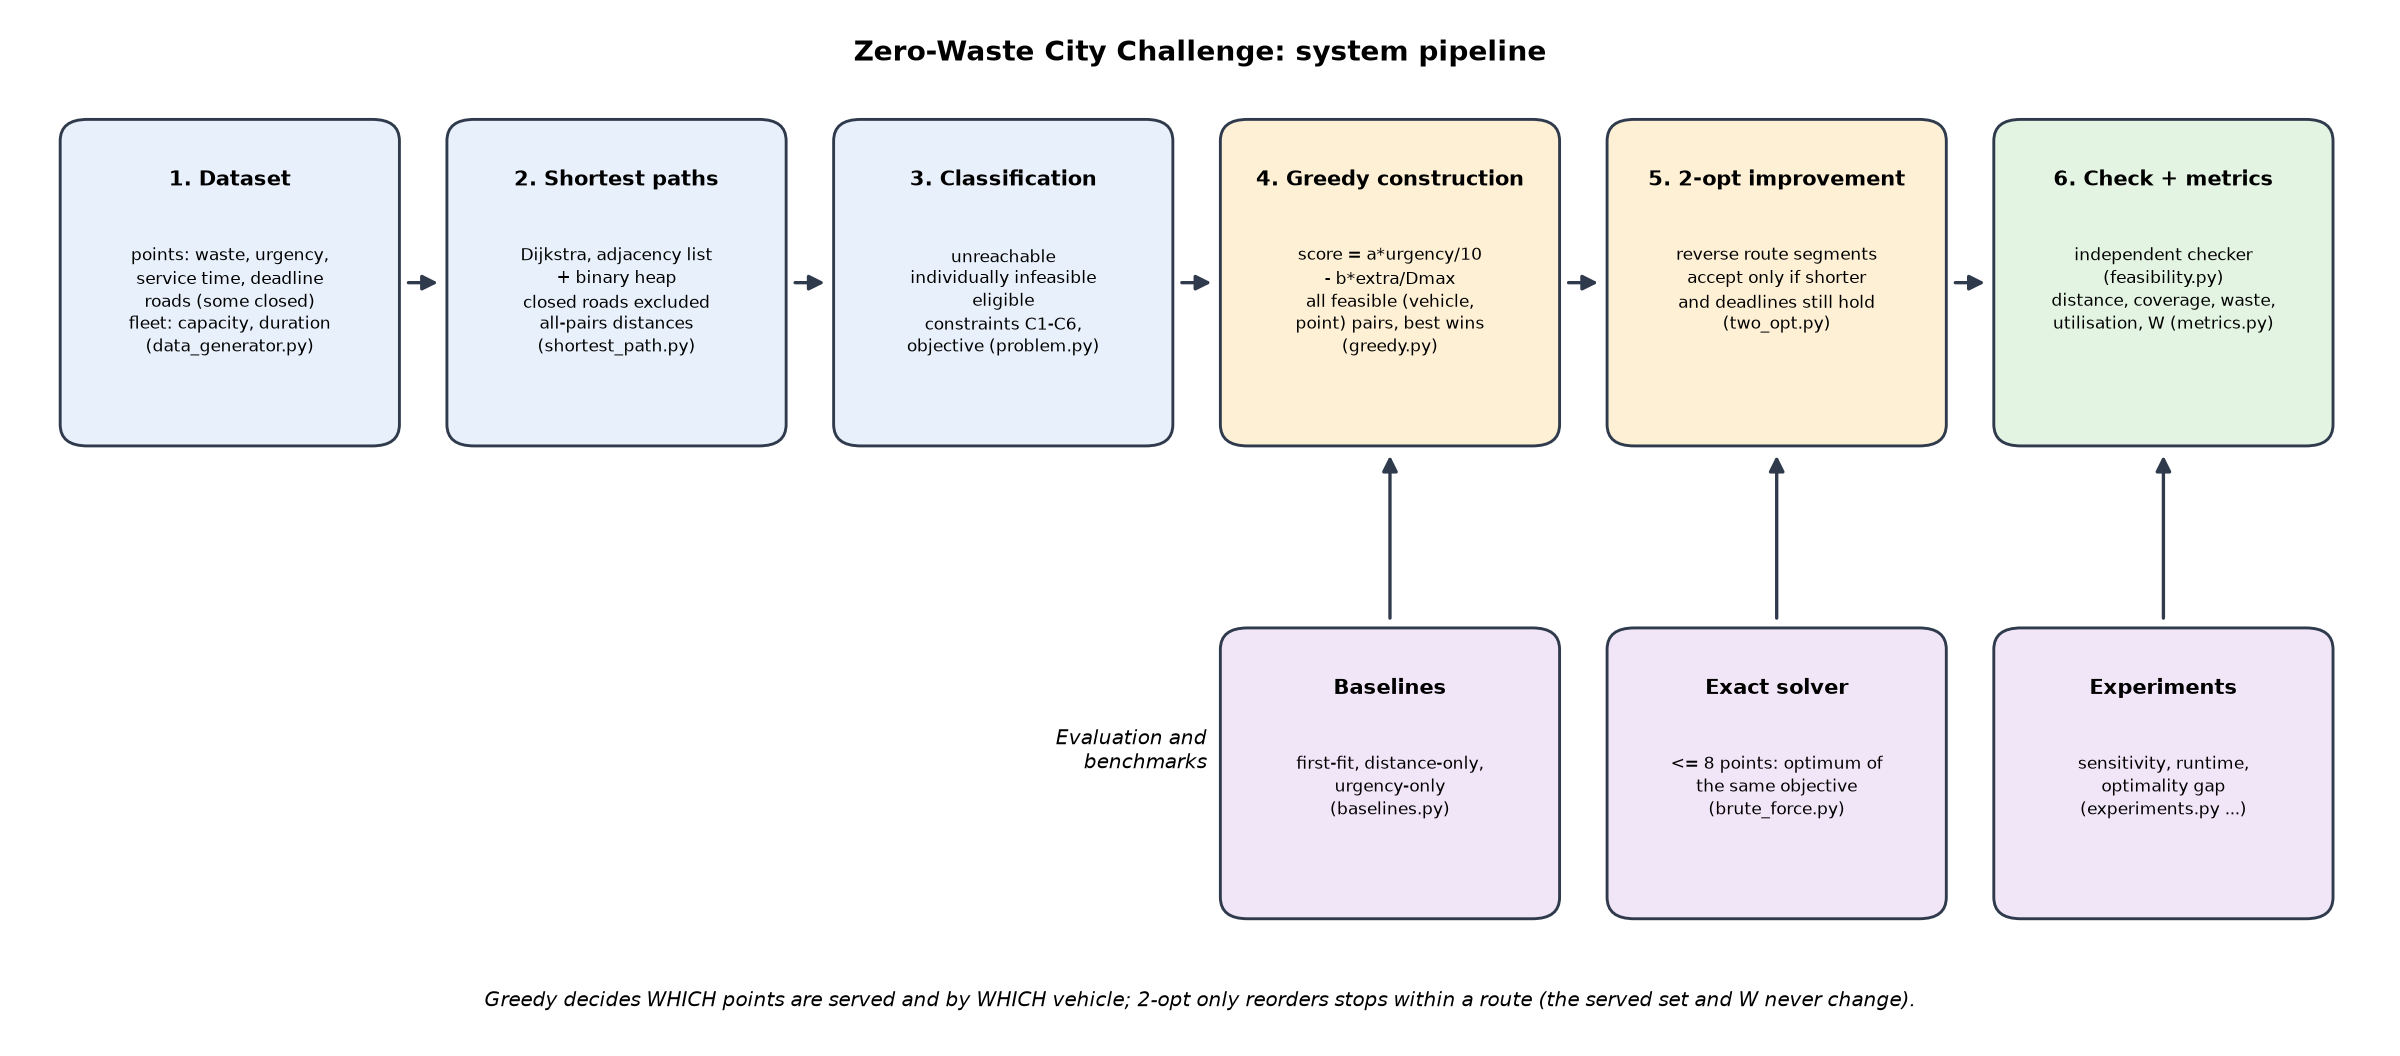 Zero-Waste City Challenge: system pipeline
1. Dataset
points: waste, urgency,
service time, deadline
roads (some closed)
fleet: capacity, duration
(data_generator.py)
2. Shortest paths
Dijkstra, adjacency list
+ binary heap
closed roads excluded
all-pairs distances
(shortest_path.py)
3. Classification
unreachable
individually infeasible
eligible
constraints C1-C6,
objective (problem.py)
4. Greedy construction
score = a*urgency/10
- b*extra/Dmax
all feasible (vehicle,
point) pairs, best wins
(greedy.py)
5. 2-opt improvement
reverse route segments
accept only if shorter
and deadlines still hold
(two_opt.py)
6. Check + metrics
independent checker
(feasibility.py)
distance, coverage, waste,
utilisation, W (metrics.py)
Evaluation and
benchmarks
Baselines
first-fit, distance-only,
urgency-only
(baselines.py)
Exact solver
<= 8 points: optimum of
the same objective
(brute_force.py)
Experiments
sensitivity, runtime,
optimality gap
(experiments.py ...)
Greedy decides WHICH points are served and by WHICH vehicle; 2-opt only reorders stops within a route (the served set and W never change).